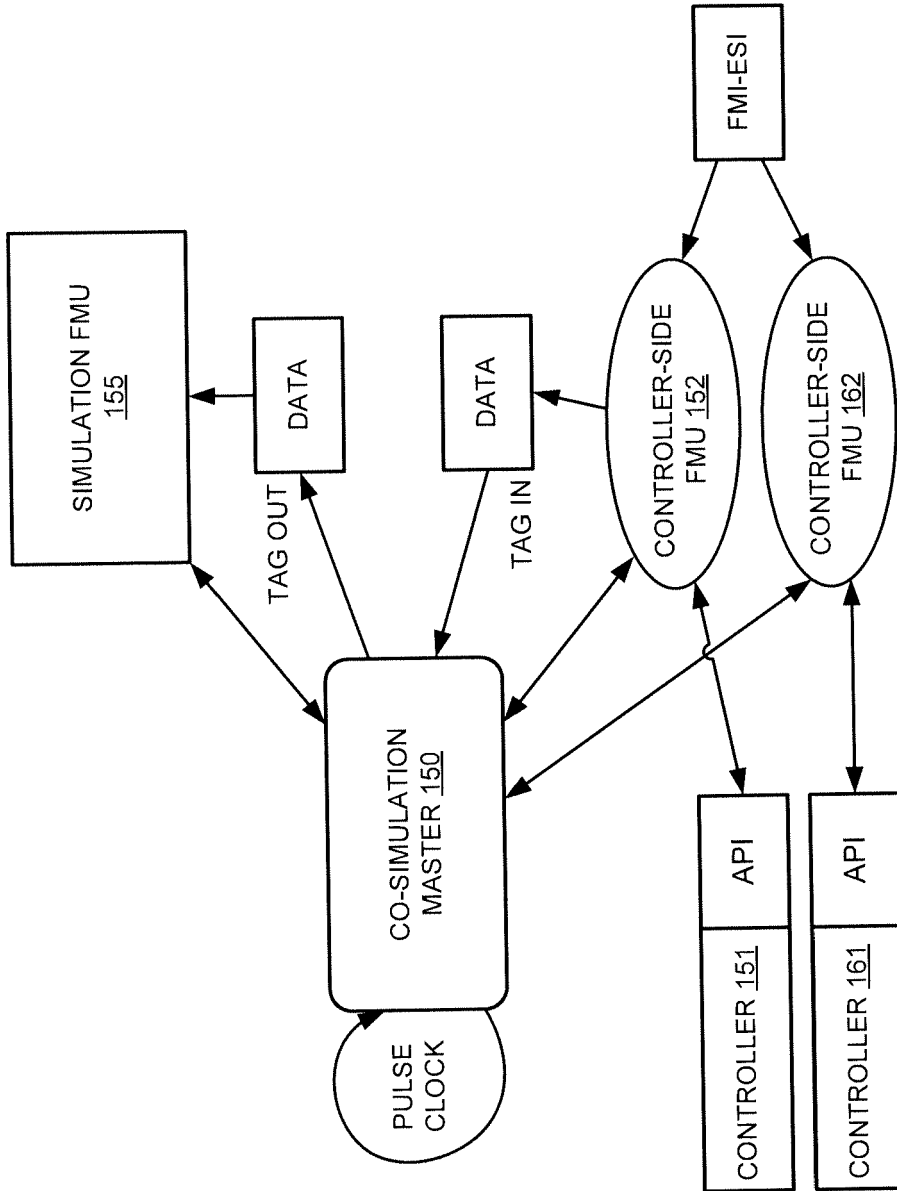 SIMULATION FMU
155
TAG OUT
DATA
PULSE
CLOCK
CO-SIMULATION
MASTER 150
DATA
TAG IN
CONTROLLER-SIDE
FMU 152
CONTROLLER 151
API
FMI-ESI
CONTROLLER-SIDE
FMU 162
CONTROLLER 161
API